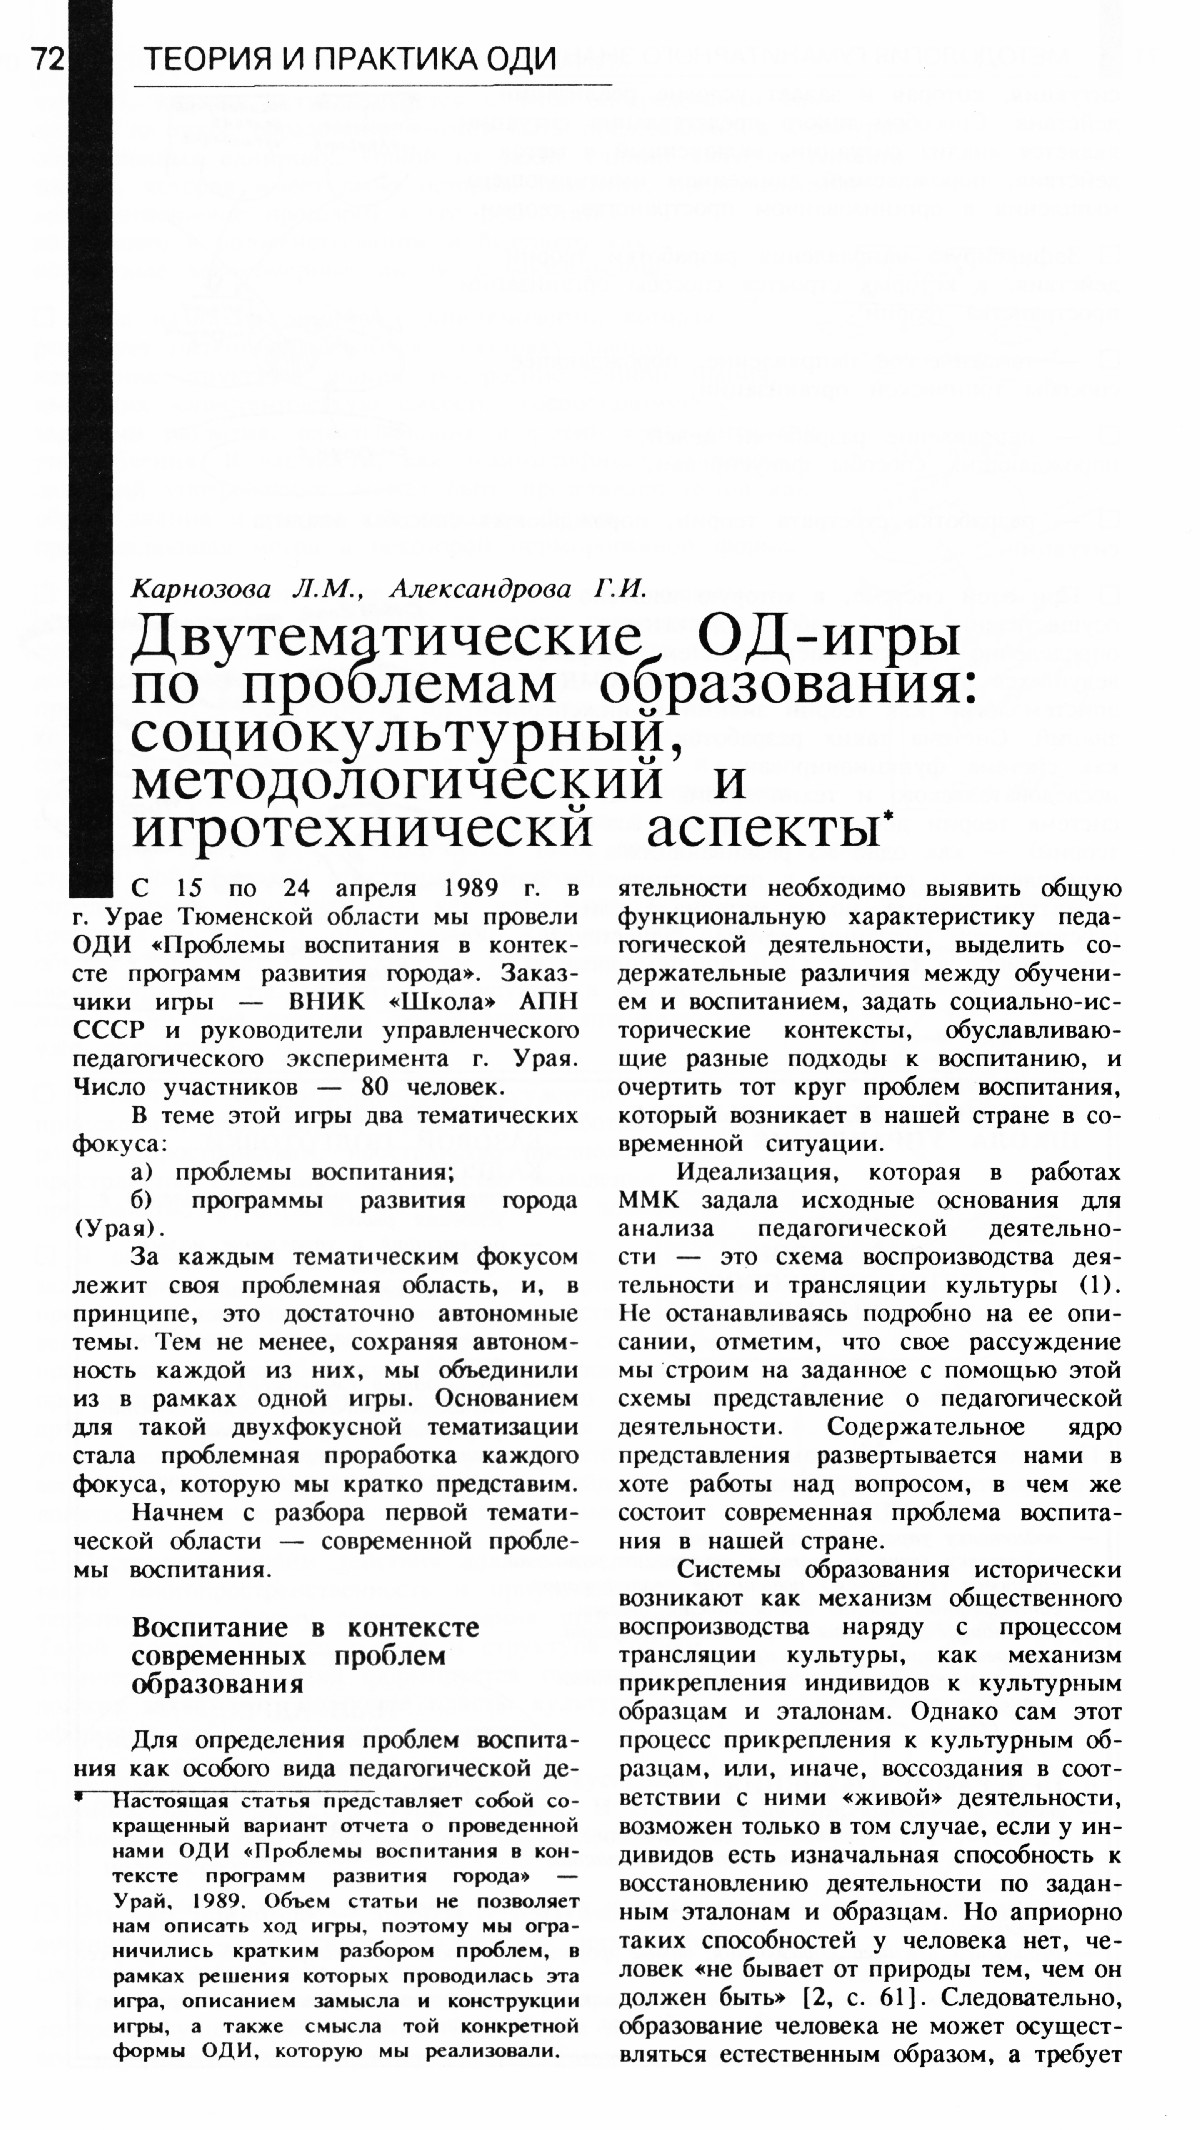 72
ТЕОРИЯ И ПРАКТИКА ОДИ
Карнозова Л.М., Александрова Г.И.
Двутематические ОД-игры
по проблемам образования:
социокультурный,
методологический и
игротехническй аспекты*
С 15 по 24 апреля 1989 г. в
г. Урае Тюменской области мы провели
ОДИ «Проблемы воспитания в контек-
сте программ развития города». Заказ-
чики игры — ВНИК «Школа» АПН
СССР и руководители управленческого
педагогического эксперимента г. Урая.
Число участников — 80 человек.
В теме этой игры два тематических
фокуса:
а) проблемы воспитания;
б) программы развития города
(Урая).
За каждым тематическим фокусом
лежит своя проблемная область, и, в
принципе, это достаточно автономные
темы. Тем не менее, сохраняя автоном-
ность каждой из них, мы объединили
из в рамках одной игры. Основанием
для такой двухфокусной тематизации
стала проблемная проработка каждого
фокуса, которую мы кратко представим.
Начнем с разбора первой темати-
ческой области — современной пробле-
мы воспитания.
Воспитание в контексте
современных проблем
образования
Для определения проблем воспита-
ния как особого вида педагогической де-
* Настоящая статья представляет собой со-
кращенный вариант отчета о проведенной
нами ОДИ «Проблемы воспитания в кон-
тексте программ развития города» —
Урай, 1989. Объем статьи не позволяет
нам описать ход игры, поэтому мы огра-
ничились кратким разбором проблем, в
рамках решения которых проводилась эта
игра, описанием замысла и конструкции
игры, а также смысла той конкретной
формы ОДИ, которую мы реализовали.
ятельности необходимо выявить общую
функциональную характеристику педа-
гогической деятельности, выделить со-
держательные различия между обучени-
ем и воспитанием, задать социально-ис-
торические контексты, обуславливаю-
щие разные подходы к воспитанию, и
очертить тот круг проблем воспитания,
который возникает в нашей стране в со-
временной ситуации.
Идеализация, которая в работах
ММК задала исходные основания для
анализа педагогической деятельно-
сти — это схема воспроизводства дея-
тельности и трансляции культуры (1).
Не останавливаясь подробно на ее опи-
сании, отметим, что свое рассуждение
мы строим на заданное с помощью этой
схемы представление о педагогической
деятельности. Содержательное ядро
представления развертывается нами в
хоте работы над вопросом, в чем же
состоит современная проблема воспита-
ния в нашей стране.
Системы образования исторически
возникают как механизм общественного
воспроизводства наряду с процессом
трансляции культуры, как механизм
прикрепления индивидов к культурным
образцам и эталонам. Однако сам этот
процесс прикрепления к культурным об-
разцам, или, иначе, воссоздания в соот-
ветствии с ними «живой» деятельности,
возможен только в том случае, если у ин-
дивидов есть изначальная способность к
восстановлению деятельности по задан-
ным эталонам и образцам. Но априорно
таких способностей у человека нет, че-
ловек «не бывает от природы тем, чем он
должен быть» [2, с. 61]. Следовательно,
образование человека не может осущест-
вляться естественным образом, а требует